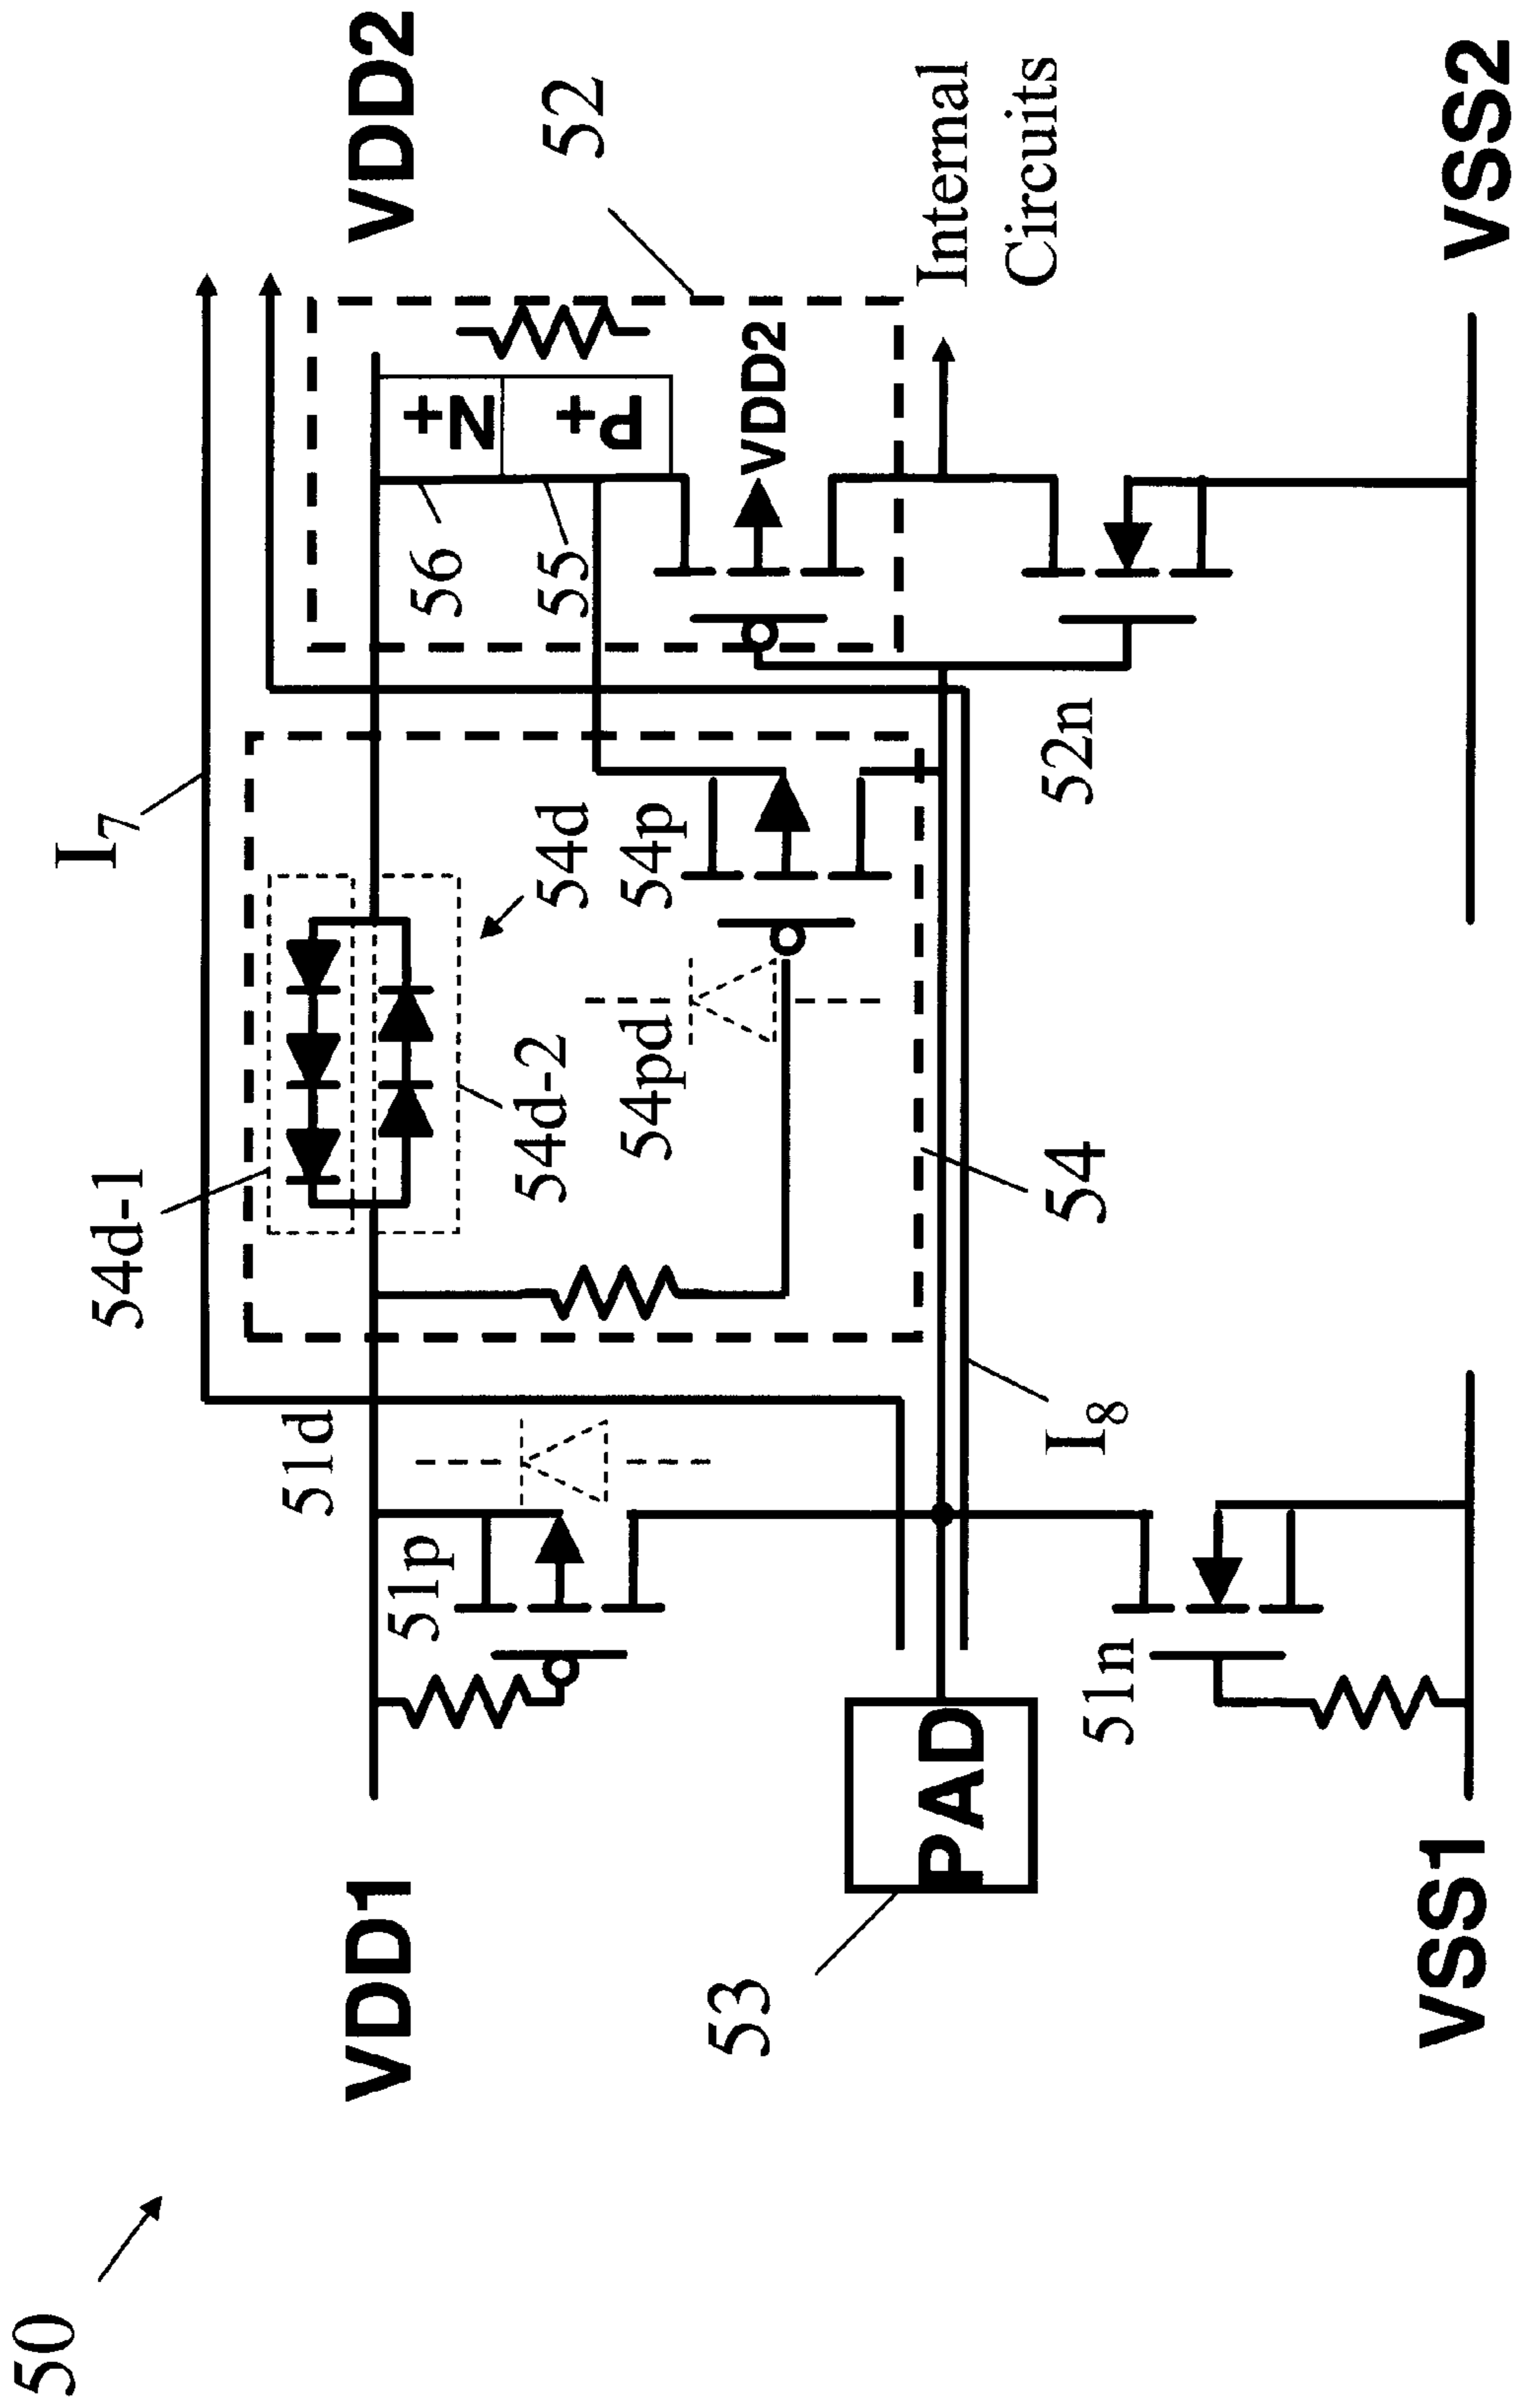 50
I7
54d-1
VDD1
51d
VDD2
52
54d
54d-2
56
55
N+
P+
51p
54pd
54p
VDD2
53
PAD
Internal
Circuits
I8
54
52n
51n
VSS1
VSS2